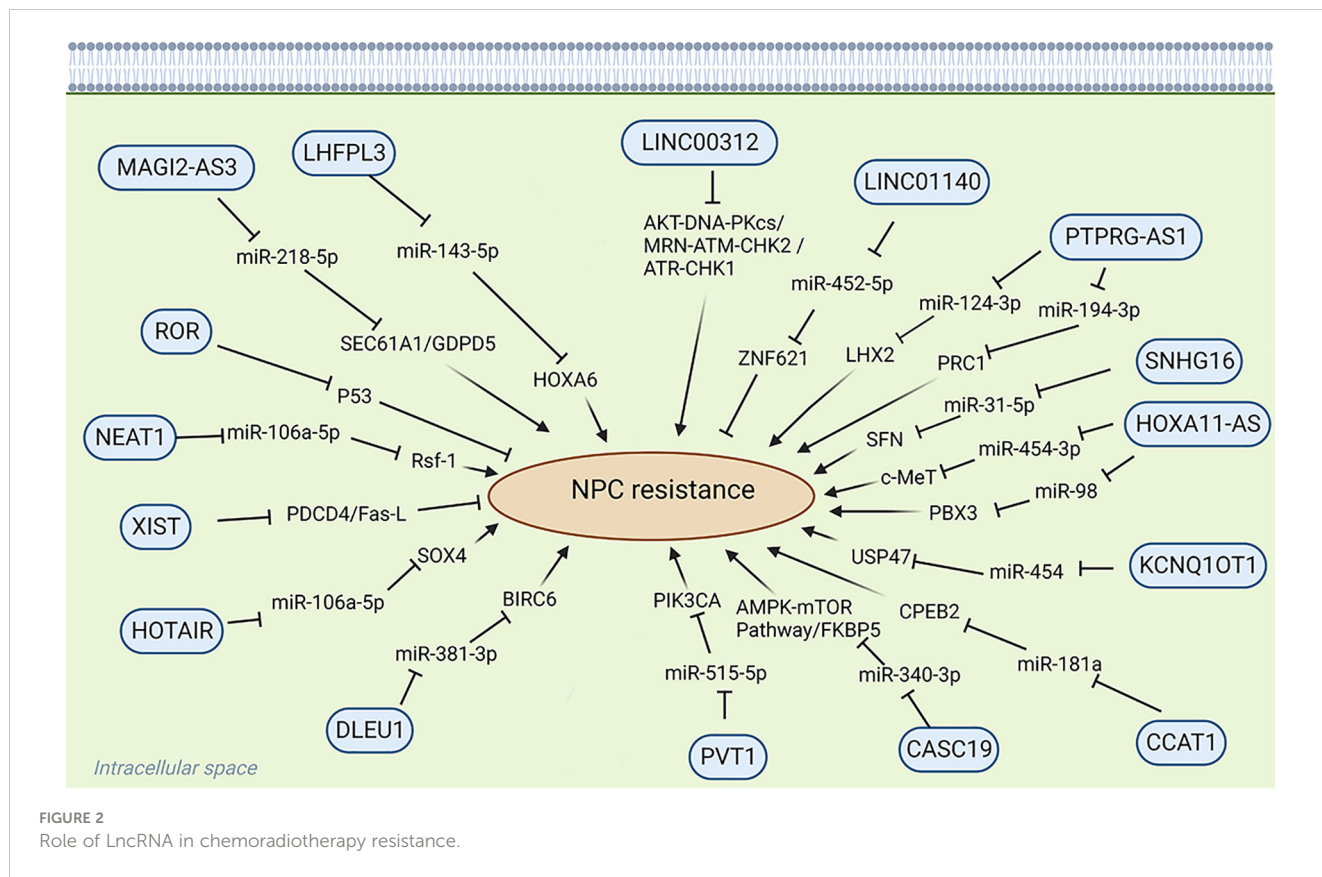 MAGI2-AS3
LHFPL3
LINC00312
LINC01140
PTPRG-AS1
miR-218-5p
miR-143-5p
AKT-DNA-PKcs/
MRN-ATM-CHK2 /
ATR-CHK1
miR-452-5p
miR-124-3p
miR-194-3p
ROR
SEC61A1/GDPD5
HOXA6
ZNF621
LHX2
PRC1
SNHG16
P53
miR-31-5p
NEAT1
miR-106a-5p
Rsf-1
SFN
miR-454-3p
HOXA11-AS
NPC resistance
c-MeT
miR-98
XIST
PDCD4/Fas-L
PBX3
SOX4
USP47
miR-454
KCNQ1OT1
HOTAIR
miR-106a-5p
BIRC6
PIK3CA
AMPK-mTOR
Pathway/FKBP5
CPEB2
miR-381-3p
miR-515-5p
miR-340-3p
miR-181a
DLEU1
PVT1
CASC19
CCAT1
Intracellular space
FIGURE 2
Role of LncRNA in chemoradiotherapy resistance.